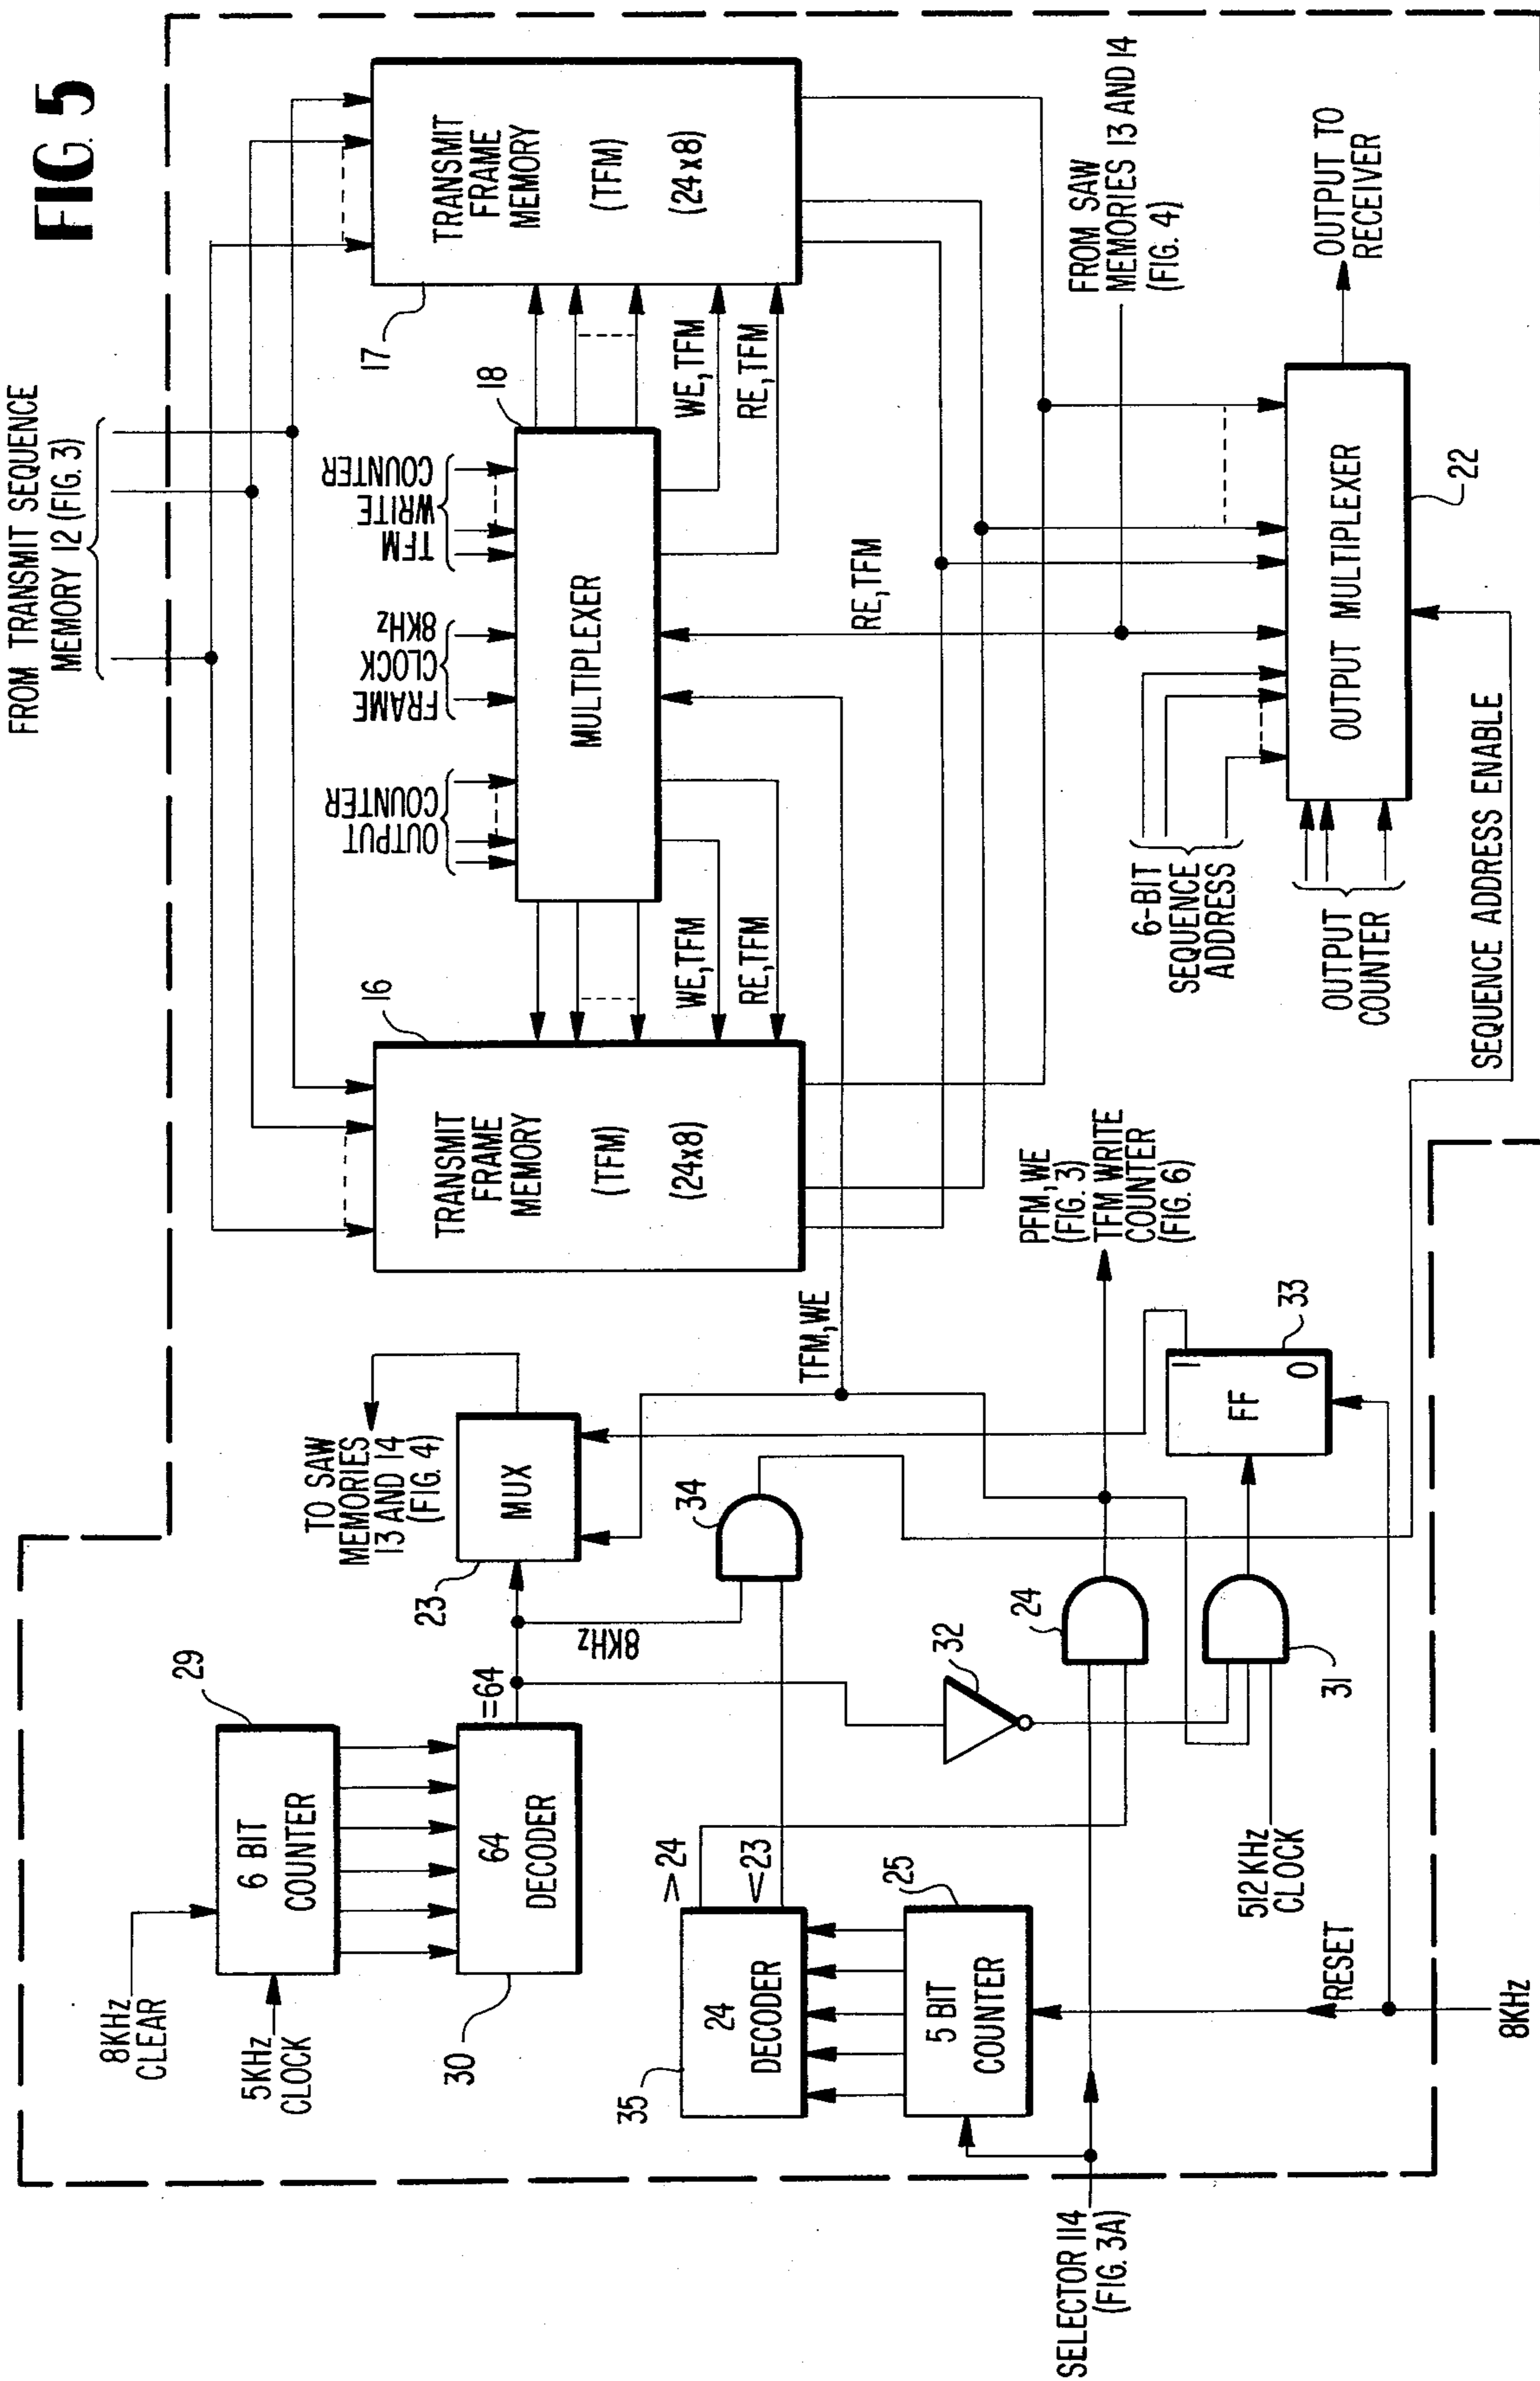 FIG. 5
FROM TRANSMIT SEQUENCE
MEMORY 12 (FIG. 3)
8KHz
CLEAR
5KHz
CLOCK
6 BIT
COUNTER
29
64
DECODER
30
=64
8KHz
TO SAW
MEMORIES
13 AND 14
(FIG. 4)
MUX
23
34
35
24
DECODER
>24
<23
5 BIT
COUNTER
25
32
24
31
512 KHz
CLOCK
RESET
8KHz
SELECTOR 114
(FIG. 3A)
FF
1
0
33
PFM, WE
(FIG. 3)
TFM WRITE
COUNTER
(FIG. 6)
TFM, WE
TRANSMIT
FRAME
MEMORY
(TFM)
(24x8)
16
WE, TFM
RE, TFM
OUTPUT
COUNTER
FRAME
CLOCK
8KHz
TFM
WRITE
COUNTER
MULTIPLEXER
18
WE, TFM
RE, TFM
TRANSMIT
FRAME
MEMORY
(TFM)
(24x8)
17
RE, TFM
FROM SAW
MEMORIES 13 AND 14
(FIG. 4)
6-BIT
SEQUENCE
ADDRESS
OUTPUT
COUNTER
OUTPUT MULTIPLEXER
22
OUTPUT TO
RECEIVER
SEQUENCE ADDRESS ENABLE